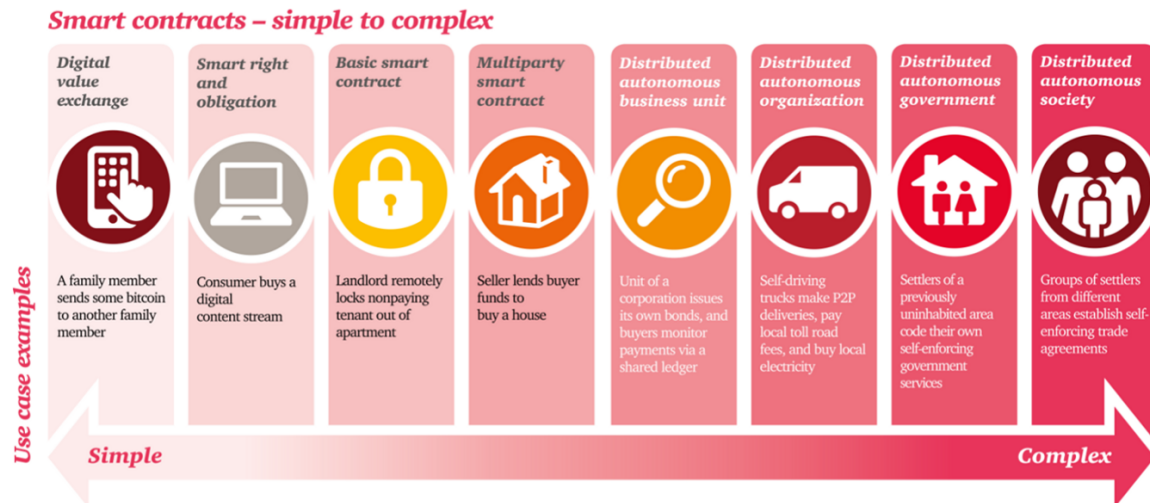 Smart contracts – simple to complex
Digital
value
exchange
A family member
sends some bitcoin
to another family
member
Smart right
and
obligation
Consumer buys a
digital
content stream
Basic smart
contract
Landlord remotely
locks nonpaying
tenant out of
apartment
Multiparty
smart
contract
Seller lends buyer
funds to
buy a house
Distributed
autonomous
business unit
Unit of a
corporation issues
its own bonds, and
buyers monitor
payments via a
shared ledger
Distributed
autonomous
organization
Self-driving
trucks make P2P
deliveries, pay
local toll road
fees, and buy local
electricity
Distributed
autonomous
government
Settlers of a
previously
uninhabited area
code their own
self-enforcing
government
services
Distributed
autonomous
society
Groups of settlers
from different
areas establish self-
enforcing trade
agreements
Use case examples
Simple
Complex